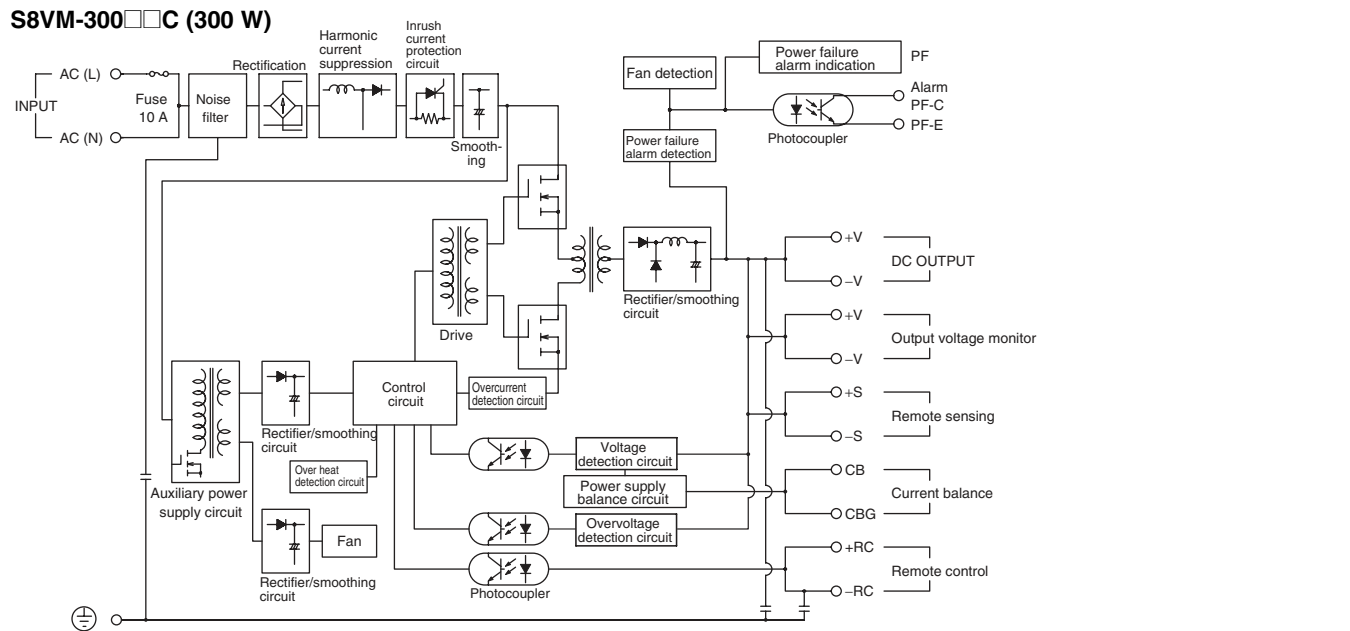 S8VM-300□□C (300 W)
INPUT
AC (L)
AC (N)
Fuse
10 A
Noise
filter
Rectification
Harmonic
current
suppression
Inrush
current
protection
circuit
Smooth-
ing
Fan detection
Power failure
alarm indication
PF
Alarm
PF-C
PF-E
Photocoupler
Power failure
alarm detection
Drive
Rectifier/smoothing
circuit
+V
−V
DC OUTPUT
+V
−V
Output voltage monitor
+S
−S
Remote sensing
CB
CBG
Current balance
+RC
−RC
Remote control
Control
circuit
Overcurrent
detection circuit
Rectifier/smoothing
circuit
Over heat
detection circuit
Auxiliary power
supply circuit
Voltage
detection circuit
Power supply
balance circuit
Overvoltage
detection circuit
Fan
Rectifier/smoothing
circuit
Photocoupler